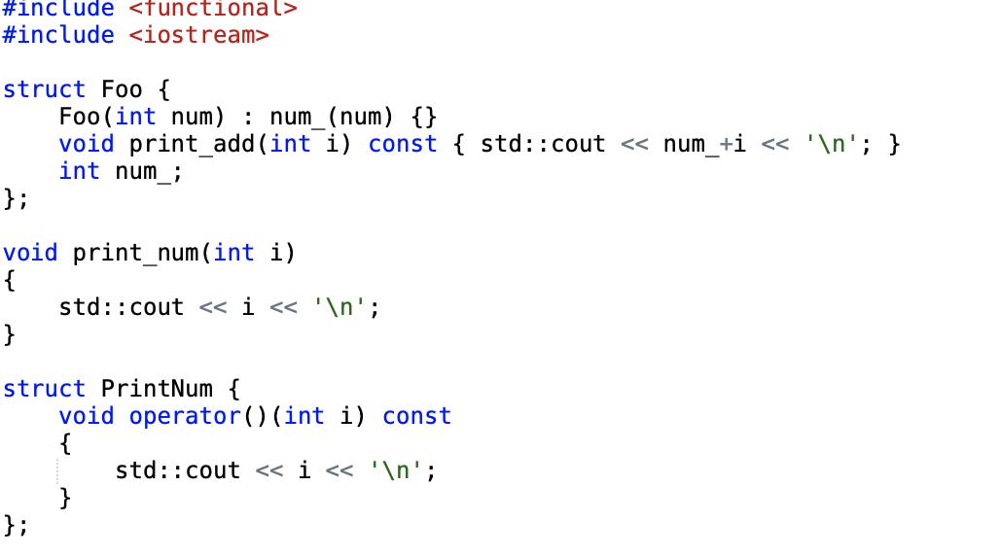 #include <functional>
#include <iostream>

struct Foo {
    Foo(int num) : num_(num) {}
    void print_add(int i) const { std::cout << num_+i << '\n'; }
    int num_;
};

void print_num(int i)
{
    std::cout << i << '\n';
}

struct PrintNum {
    void operator()(int i) const
    {
        std::cout << i << '\n';
    }
};